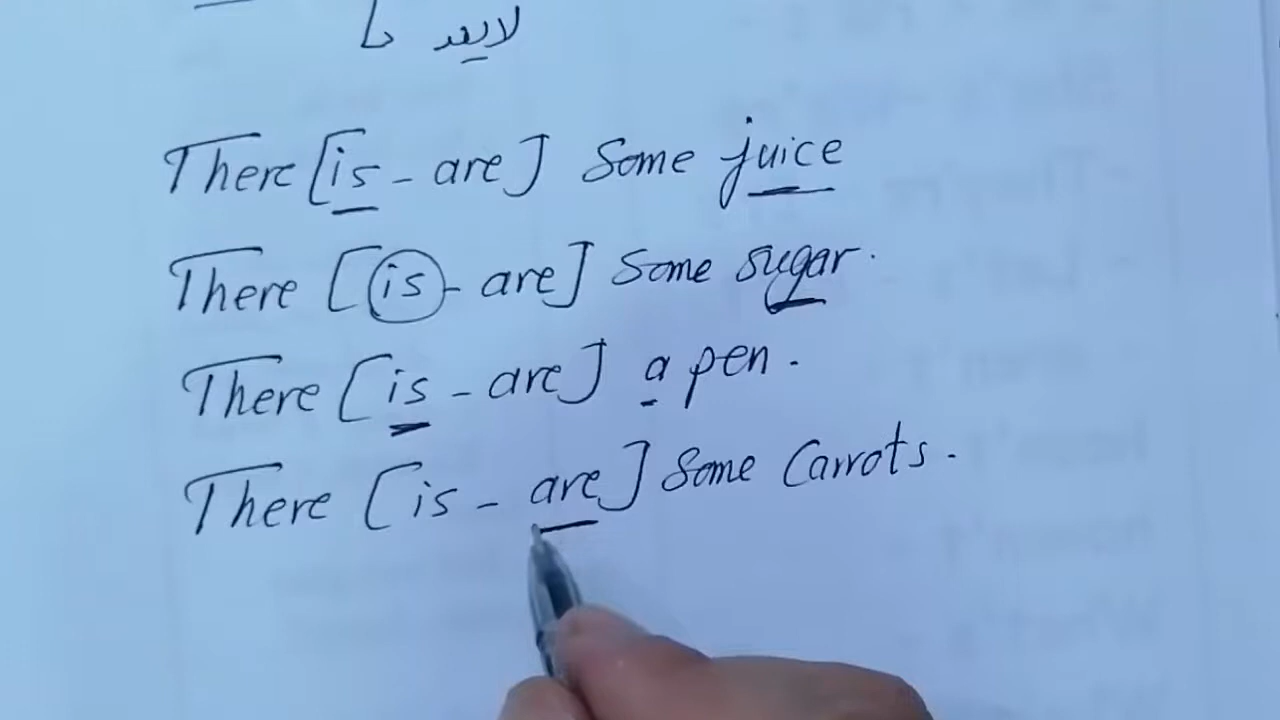 لايعد
There [is - are] Some juice
There [is - are] Some sugar.
There [is - are] a pen.
There [is - are] Some Carrots.